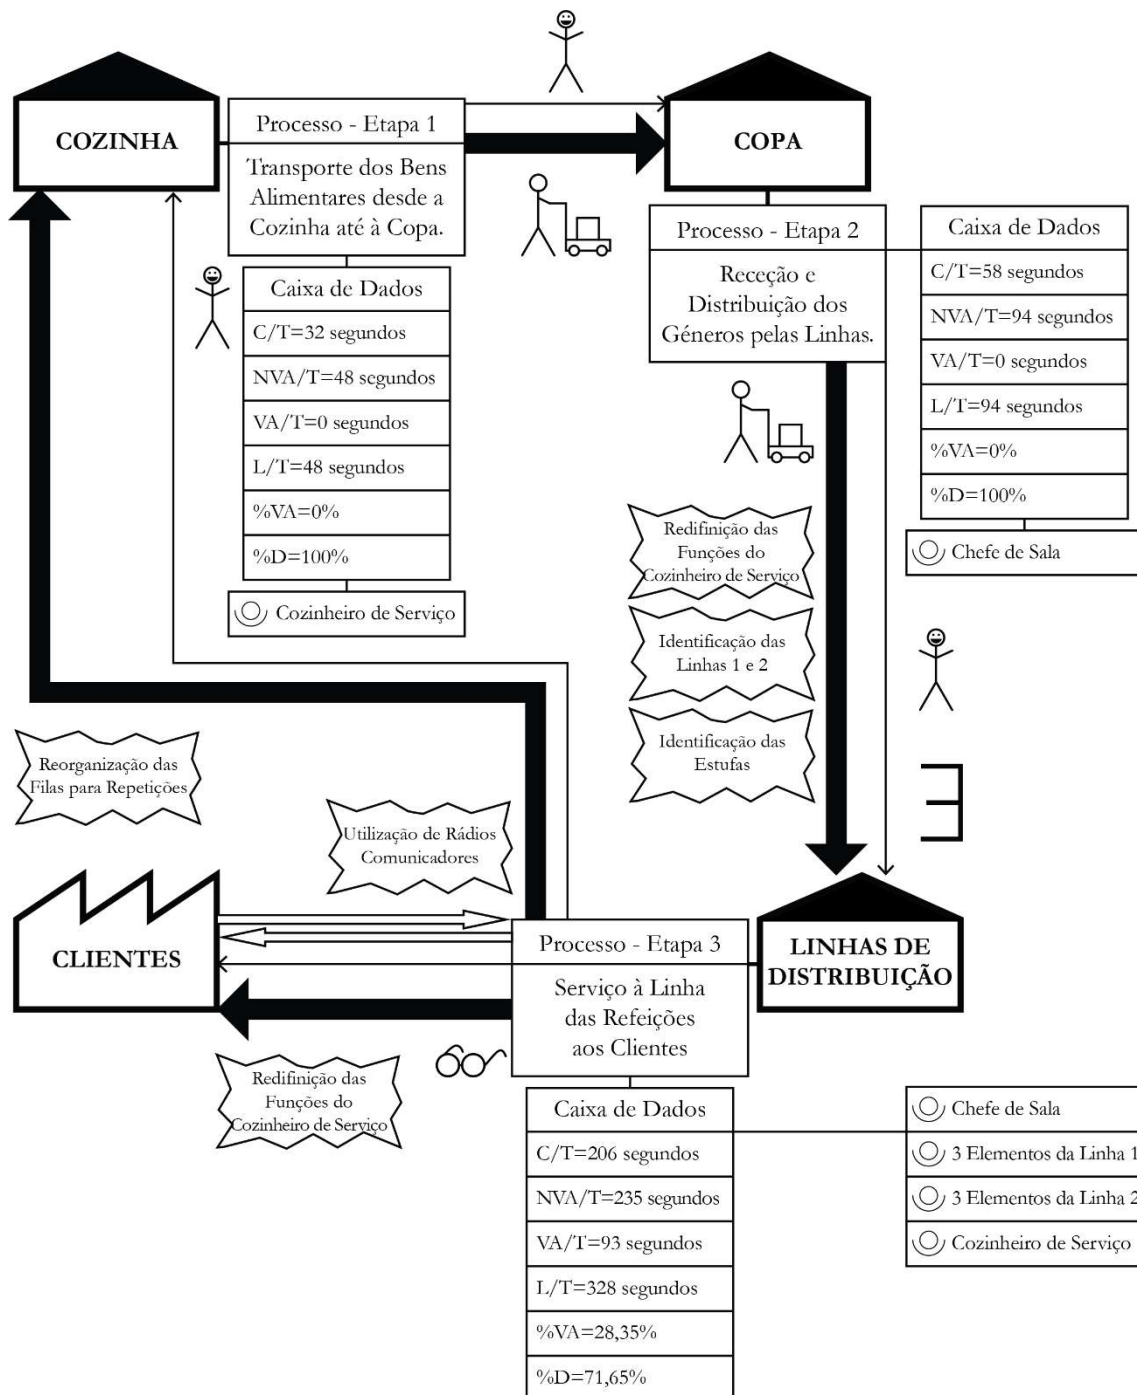 COZINHA
Processo - Etapa 1
Transporte dos Bens
Alimentares desde a
Cozinha até à Copa.
Caixa de Dados
C/T=32 segundos
NVA/T=48 segundos
VA/T=0 segundos
L/T=48 segundos
%VA=0%
%D=100%
Cozinheiro de Serviço
COPA
Processo - Etapa 2
Receção e
Distribuição dos
Géneros pelas Linhas.
Caixa de Dados
C/T=58 segundos
NVA/T=94 segundos
VA/T=0 segundos
L/T=94 segundos
%VA=0%
%D=100%
Chefe de Sala
Redifinição das
Funções do
Cozinheiro de Serviço
Identificação das
Linhas 1 e 2
Identificação das
Estufas
Reorganização das
Filas para Repetições
Utilização de Rádios
Comunicadores
CLIENTES
Processo - Etapa 3
Serviço à Linha
das Refeições
aos Clientes
LINHAS DE
DISTRIBUIÇÃO
Redifinição das
Funções do
Cozinheiro de Serviço
Caixa de Dados
C/T=206 segundos
NVA/T=235 segundos
VA/T=93 segundos
L/T=328 segundos
%VA=28,35%
%D=71,65%
Chefe de Sala
3 Elementos da Linha 1
3 Elementos da Linha 2
Cozinheiro de Serviço